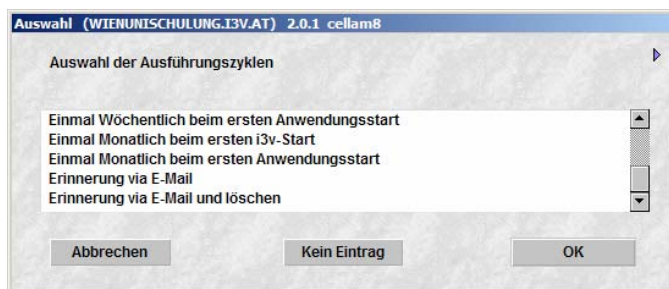 Auswahl (WIENUNISCHULUNG.I3V.AT) 2.0.1 cellam8
Auswahl der Ausführungszyklen
Einmal Wöchentlich beim ersten Anwendungsstart
Einmal Monatlich beim ersten i3v-Start
Einmal Monatlich beim ersten Anwendungsstart
Erinnerung via E-Mail
Erinnerung via E-Mail und löschen
Abbrechen Kein Eintrag OK